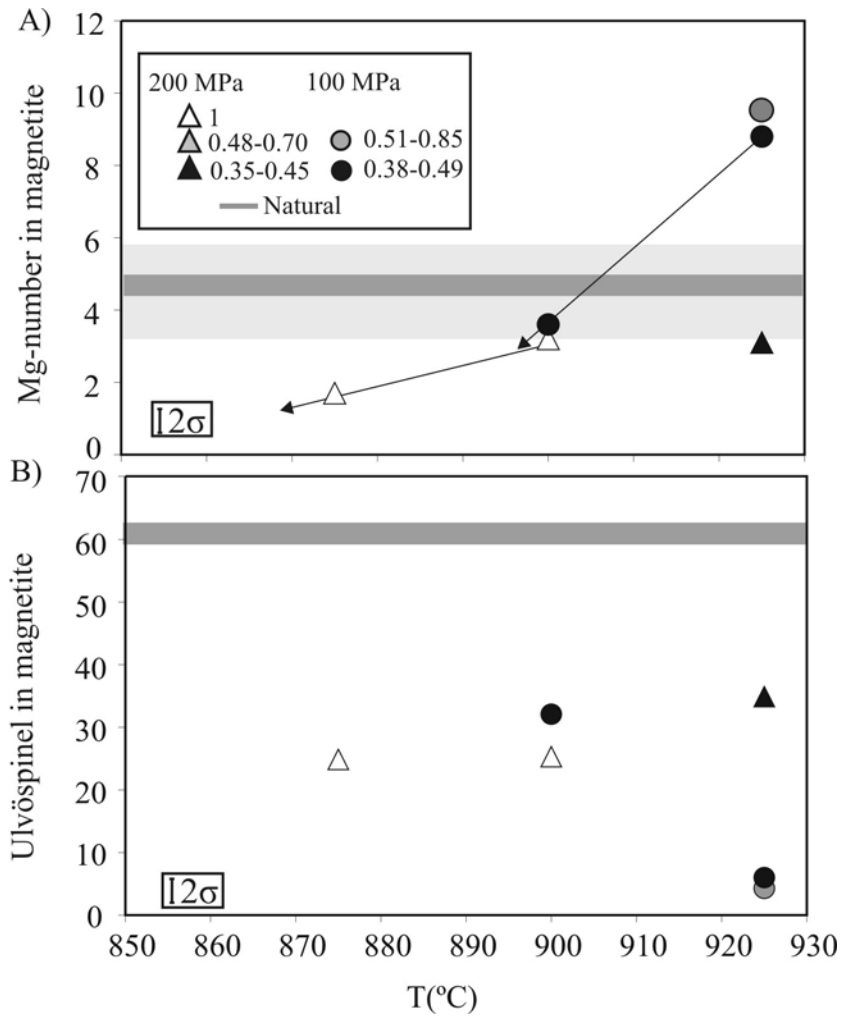 A)
12
10
8
6
4
2
0
Mg-number in magnetite
200 MPa 100 MPa
1
0.48-0.70 0.51-0.85
0.35-0.45 0.38-0.49
Natural
2σ
B)
70
60
50
40
30
20
10
0
Ulvöspinel in magnetite
2σ
850 860 870 880 890 900 910 920 930
T(ºC)